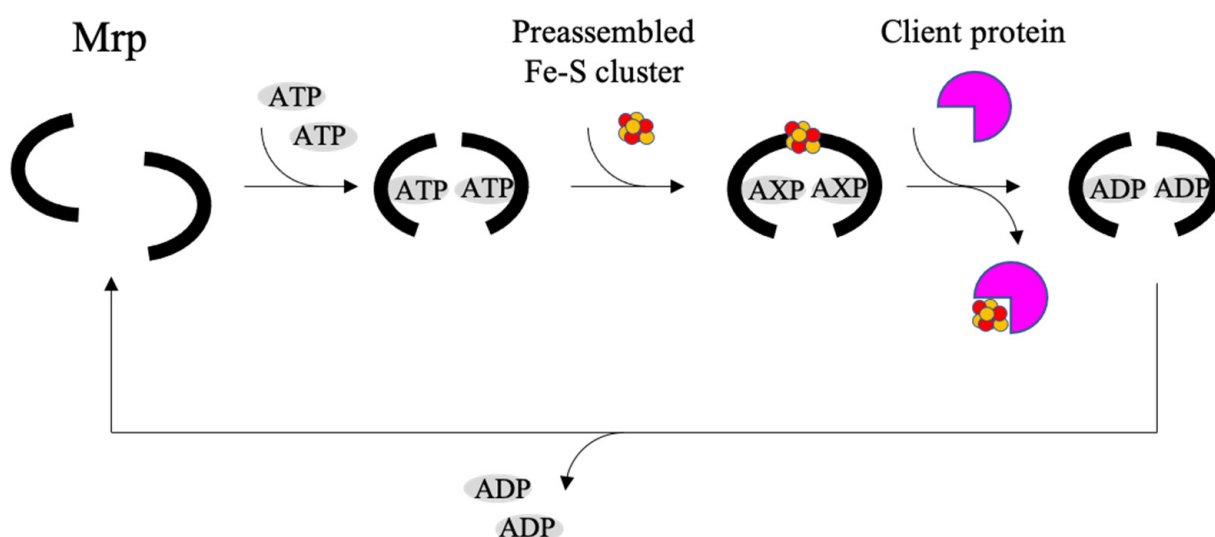 Mrp
Preassembled
Fe-S cluster
Client protein
ATP
ATP
ATP ATP
AXP AXP
ADP ADP
ADP
ADP